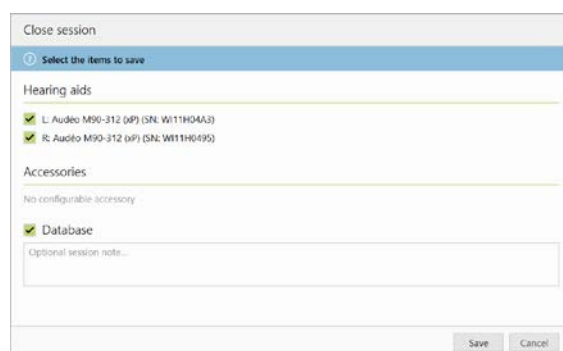 Close session
Select the items to save
Hearing aids
L: Audéo M90-312 (xP) (SN: WI11H04A3)
R: Audéo M90-312 (xP) (SN: WI11H0495)
Accessories
No configurable accessory
Database
Optional session note...
Save Cancel